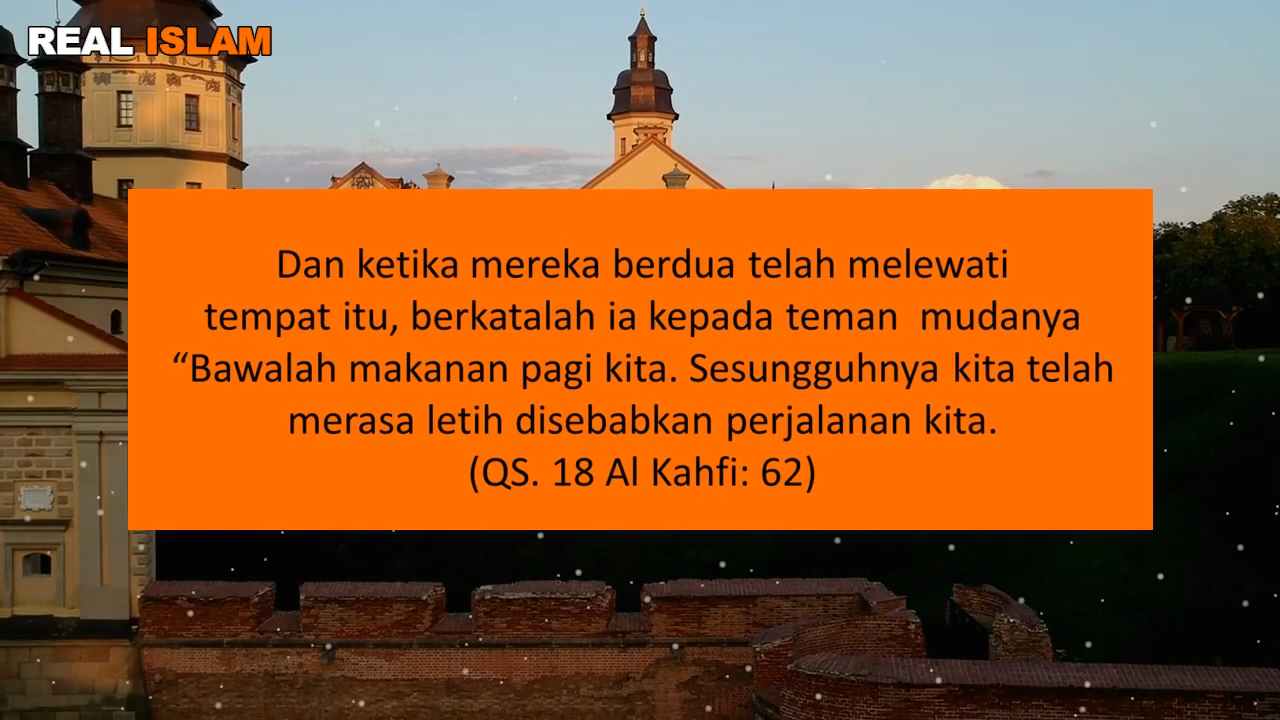 REAL ISLAM
Dan ketika mereka berdua telah melewati
tempat itu, berkatalah ia kepada teman  mudanya
“Bawalah makanan pagi kita. Sesungguhnya kita telah
merasa letih disebabkan perjalanan kita.
(QS. 18 Al Kahfi: 62)